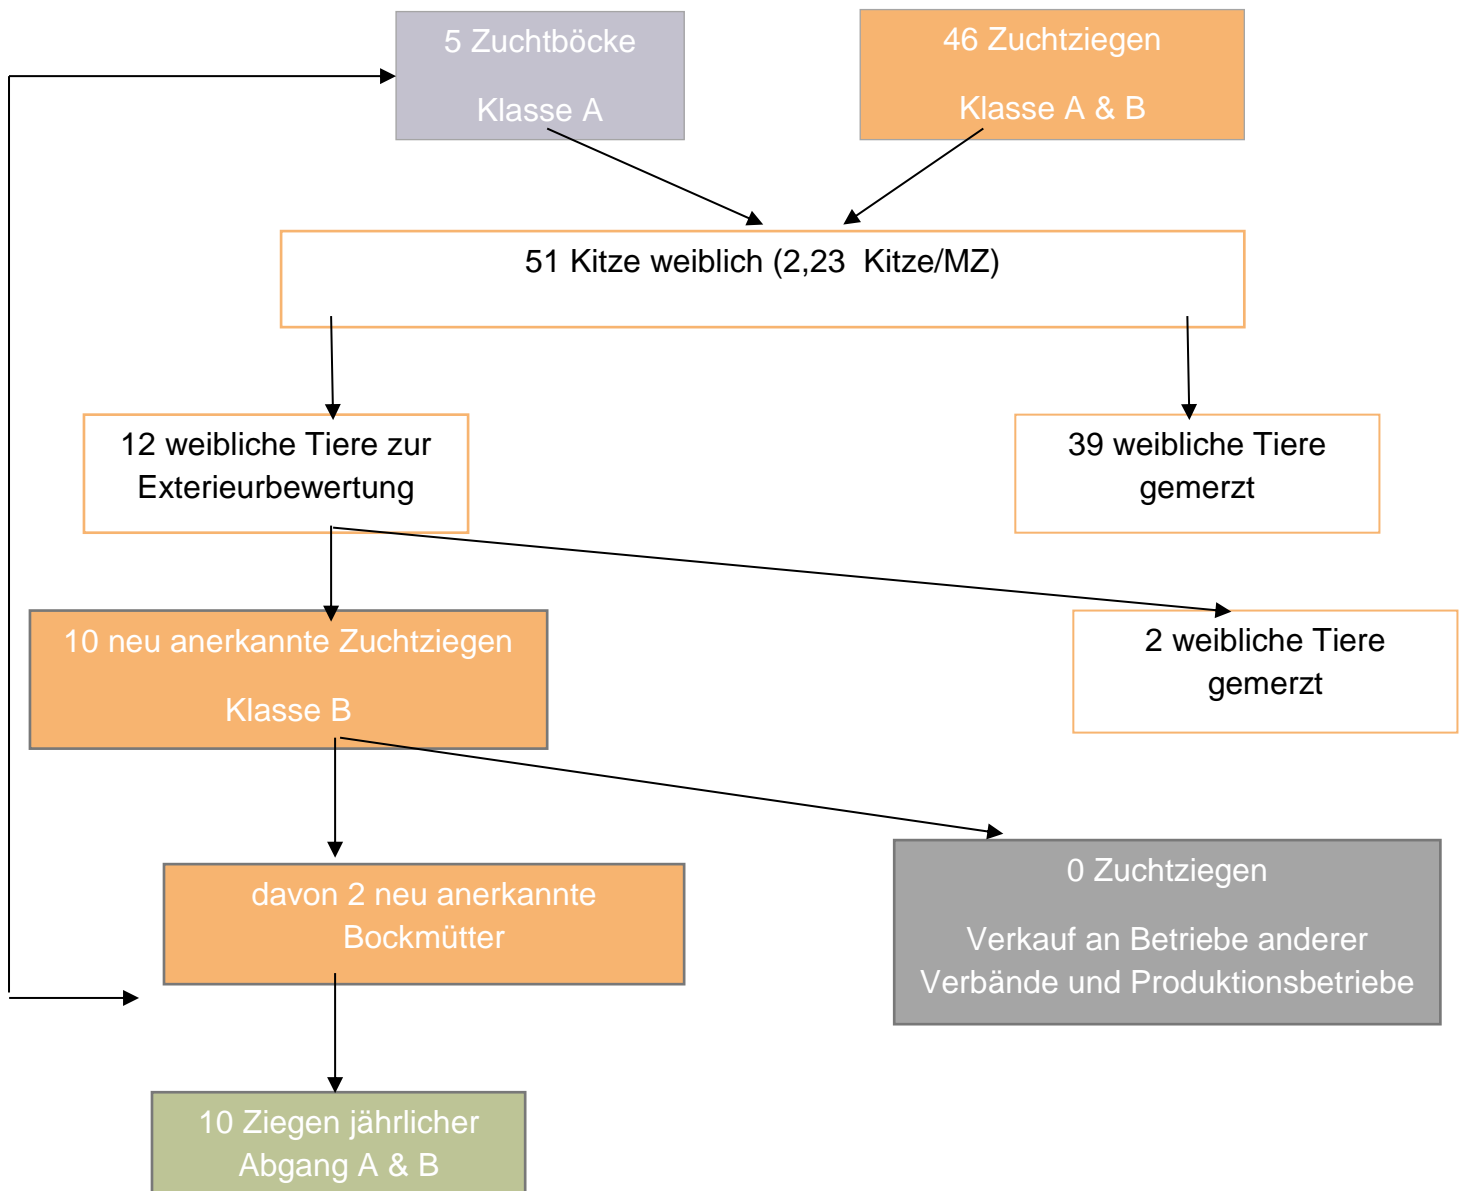 5 Zuchtböcke
Klasse A
46 Zuchtziegen
Klasse A & B
51 Kitze weiblich (2,23  Kitze/MZ)
12 weibliche Tiere zur
Exterieurbewertung
39 weibliche Tiere
gemerzt
10 neu anerkannte Zuchtziegen
Klasse B
2 weibliche Tiere
gemerzt
davon 2 neu anerkannte
Bockmütter
0 Zuchtziegen
Verkauf an Betriebe anderer
Verbände und Produktionsbetriebe
10 Ziegen jährlicher
Abgang A & B